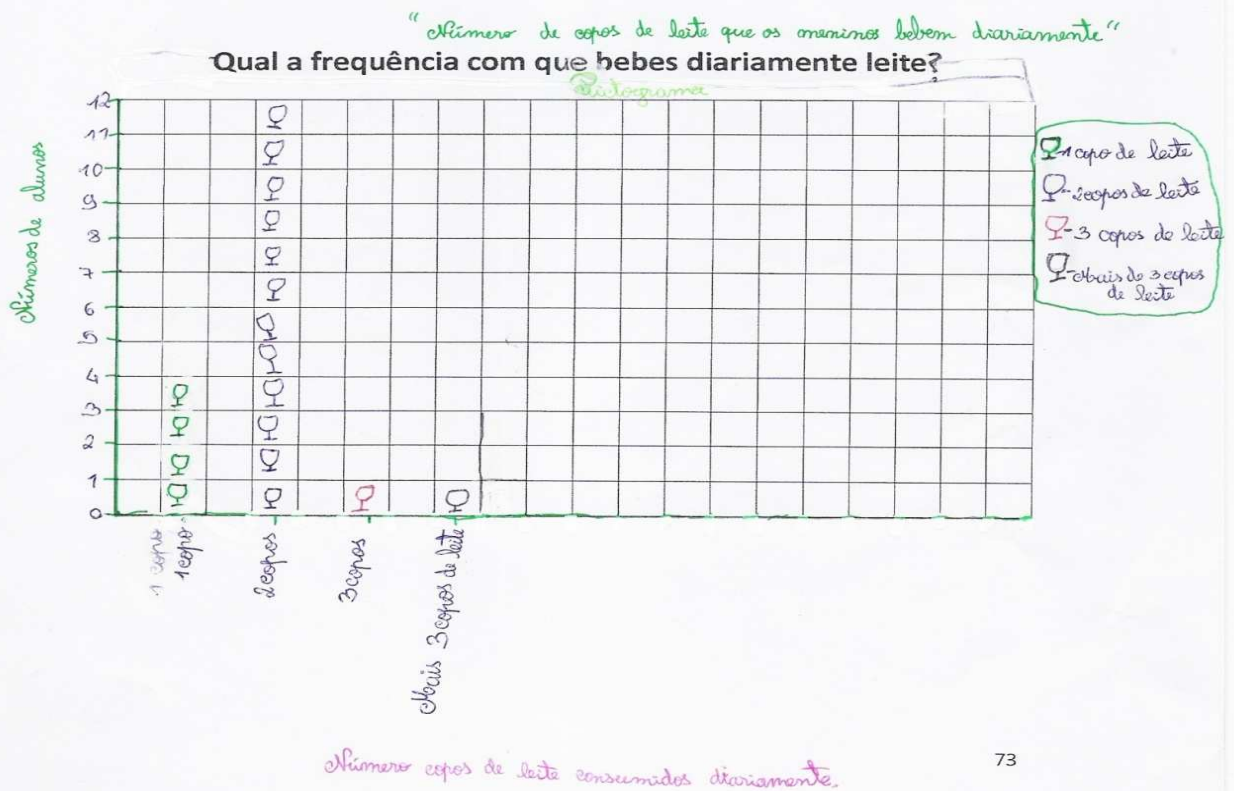 "Número de copos de leite que os meninos bebem diariamente"
Qual a frequência com que bebes diariamente leite?
Pictograma
Números de alunos
12
11
10
9
8
7
6
5
4
3
2
1
0
1 copo de leite
2 copos de leite
3 copos de leite
Mais de 3 copos
de leite
1 copo
1 copo
2 copos
3 copos
Mais 3 copos de leite
Número copos de leite consumidos diariamente.
73